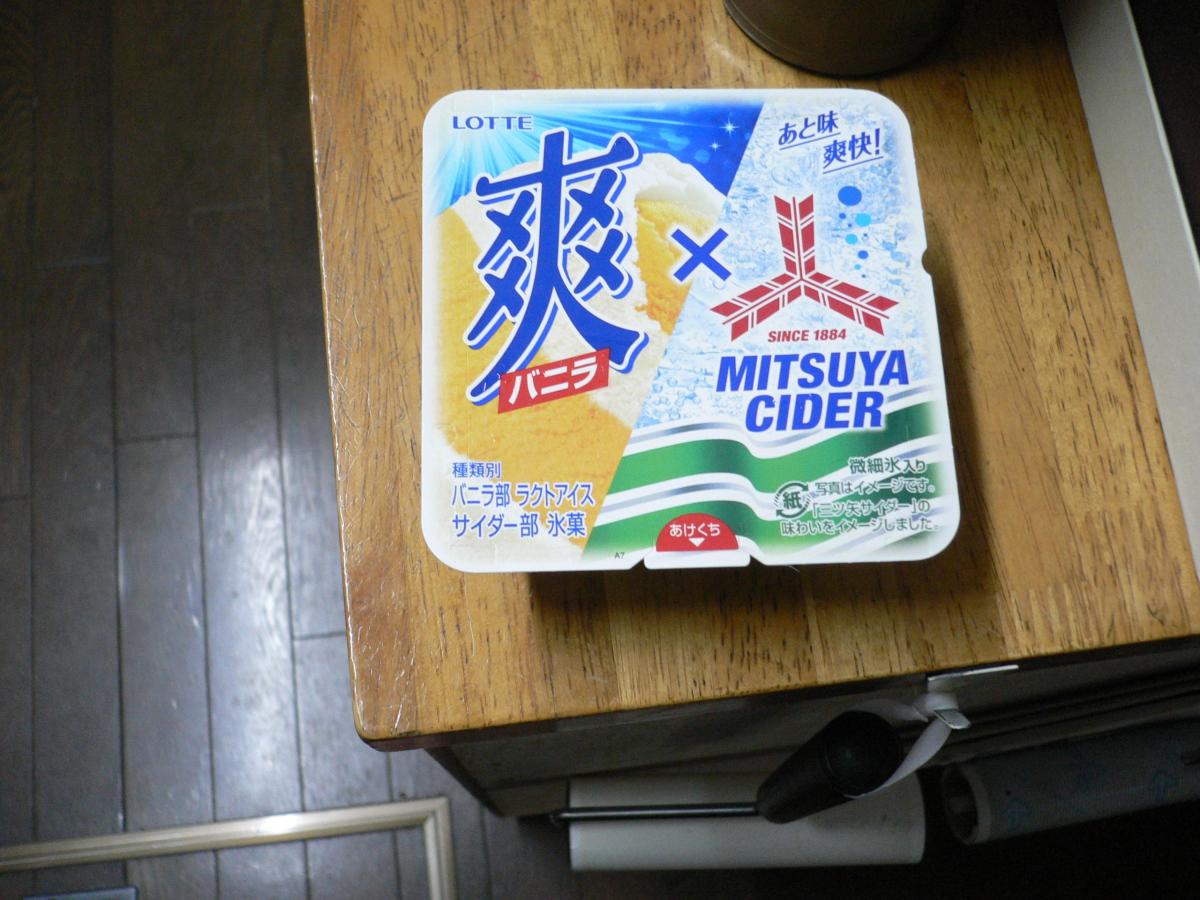 LOTTE
爽
バニラ
×
あと味
爽快!
SINCE 1884
MITSUYA
CIDER
種類別
バニラ部 ラクトアイス
サイダー部 氷菓
微細氷入り
紙
写真はイメージです。
「三ツ矢サイダー」の
味わいをイメージしました。
あけくち
A7